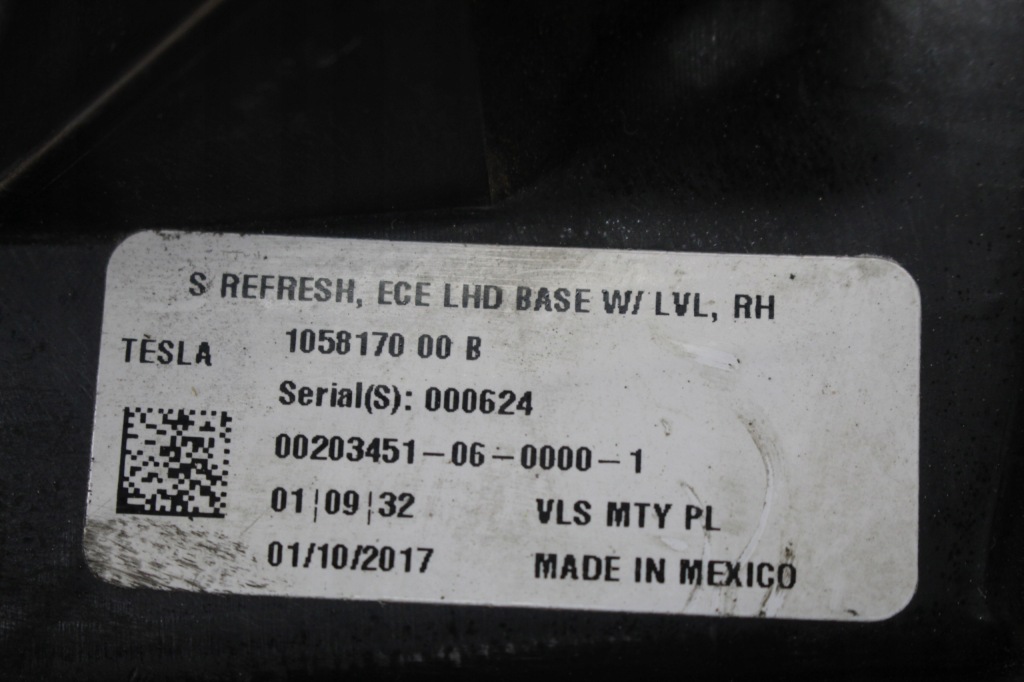 S REFRESH, ECE LHD BASE W/ LVL, RH
TESLA
1058170 00 B
Serial(S): 000624
00203451-06-0000-1
01|09|32
VLS MTY PL
01/10/2017
MADE IN MEXICO